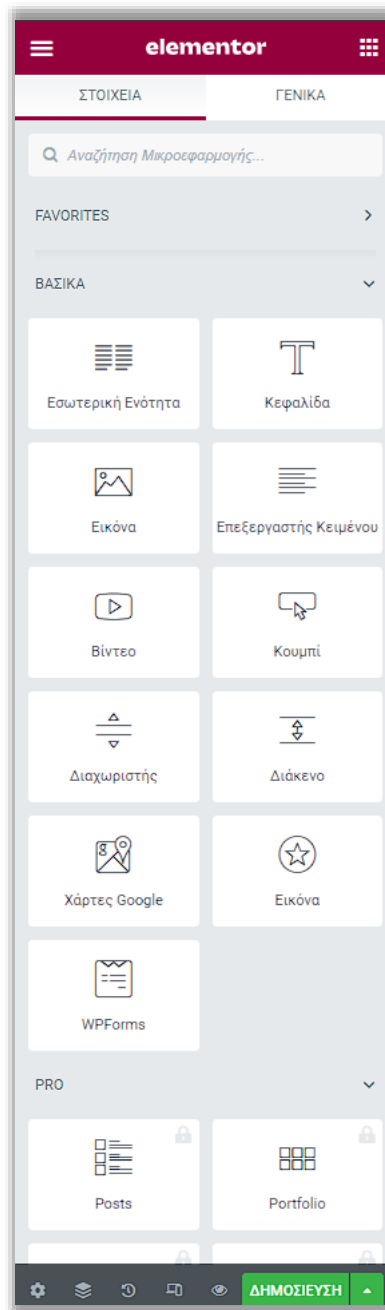 elementor
ΣΤΟΙΧΕΙΑ ΓΕΝΙΚΑ
Αναζήτηση Μικροεφαρμογής...
FAVORITES
ΒΑΣΙΚΑ
Εσωτερική Ενότητα Κεφαλίδα
Εικόνα Επεξεργαστής Κειμένου
Βίντεο Κουμπί
Διαχωριστής Διάκενο
Χάρτες Google Εικόνα
WPForms
PRO
Posts Portfolio
ΔΗΜΟΣΙΕΥΣΗ